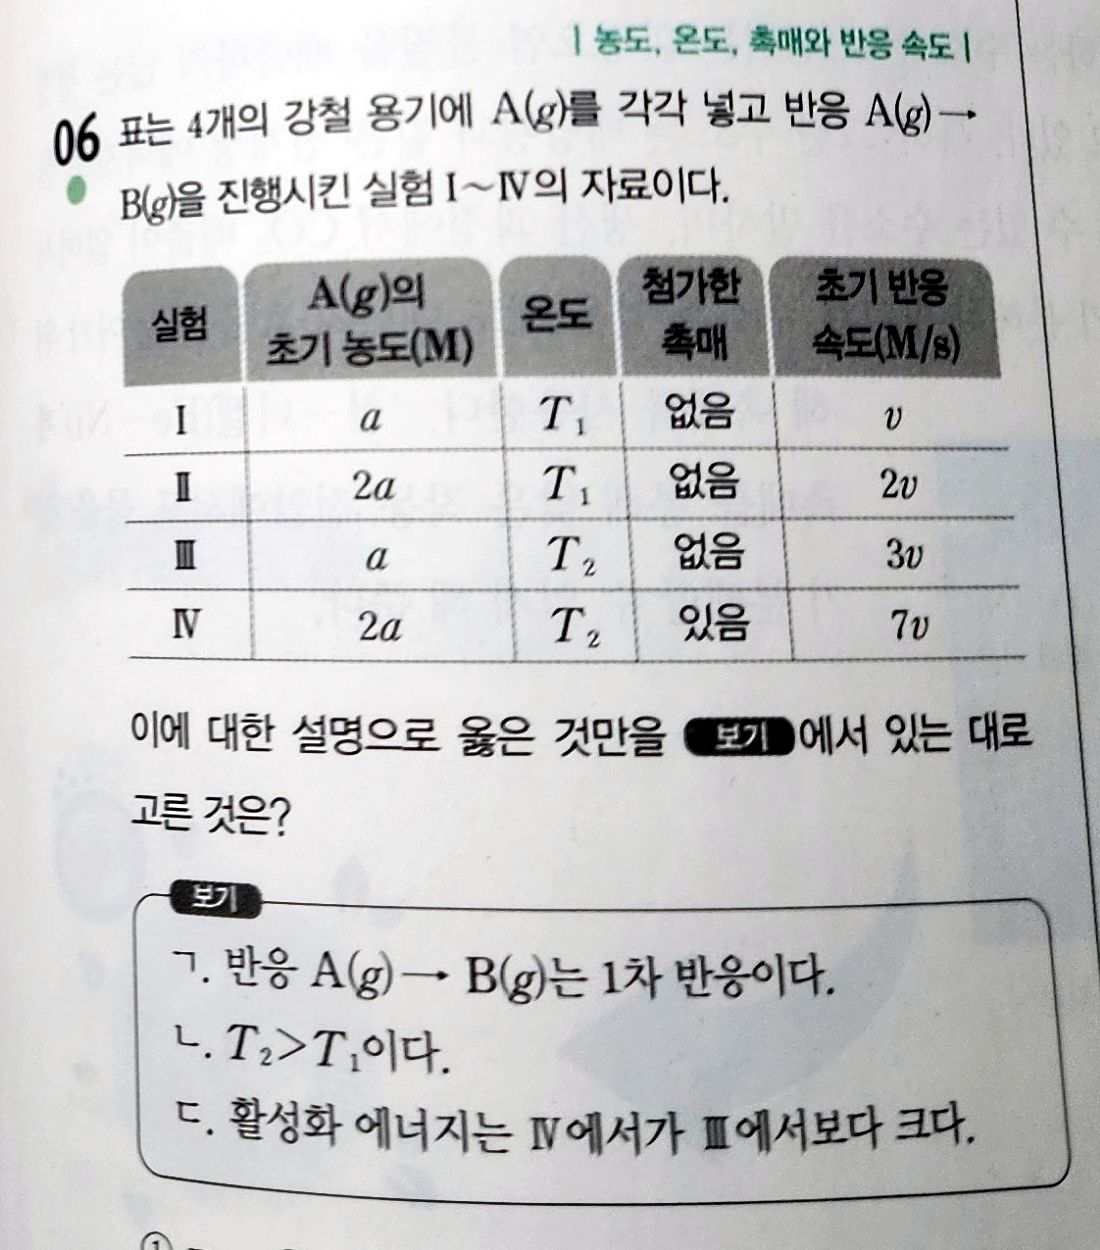 | 농도, 온도, 촉매와 반응 속도 |
06 표는 4개의 강철 용기에 A(g)를 각각 넣고 반응 A(g) →
B(g)을 진행시킨 실험 Ⅰ~Ⅳ의 자료이다.
실험 A(g)의 초기 농도(M) 온도 첨가한 촉매 초기 반응 속도(M/s)
Ⅰ a T₁ 없음 v
Ⅱ 2a T₁ 없음 2v
Ⅲ a T₂ 없음 3v
Ⅳ 2a T₂ 있음 7v
이에 대한 설명으로 옳은 것만을 보기 에서 있는 대로
고른 것은?
보기
ㄱ. 반응 A(g) → B(g)는 1차 반응이다.
ㄴ. T₂>T₁이다.
ㄷ. 활성화 에너지는 Ⅳ에서가 Ⅲ에서보다 크다.
①